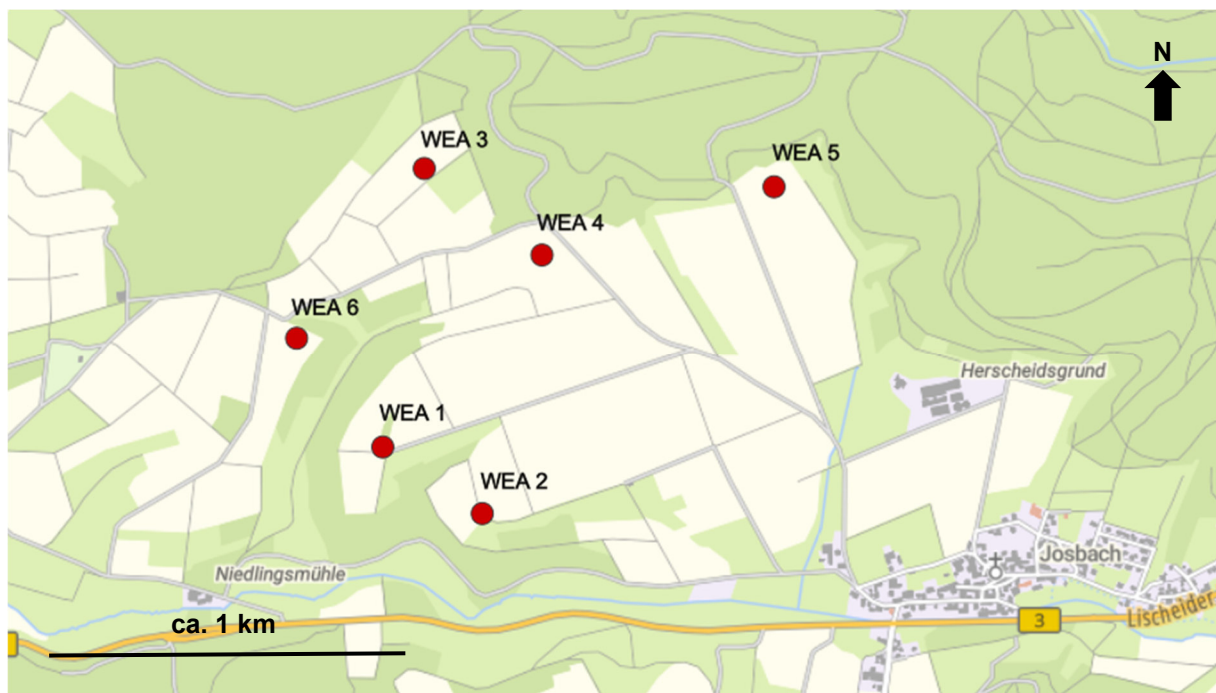 N
WEA 3
WEA 5
WEA 4
WEA 6
Herscheidsgrund
WEA 1
WEA 2
Josbach
Niedlingsmühle
Lischeider
ca. 1 km
3